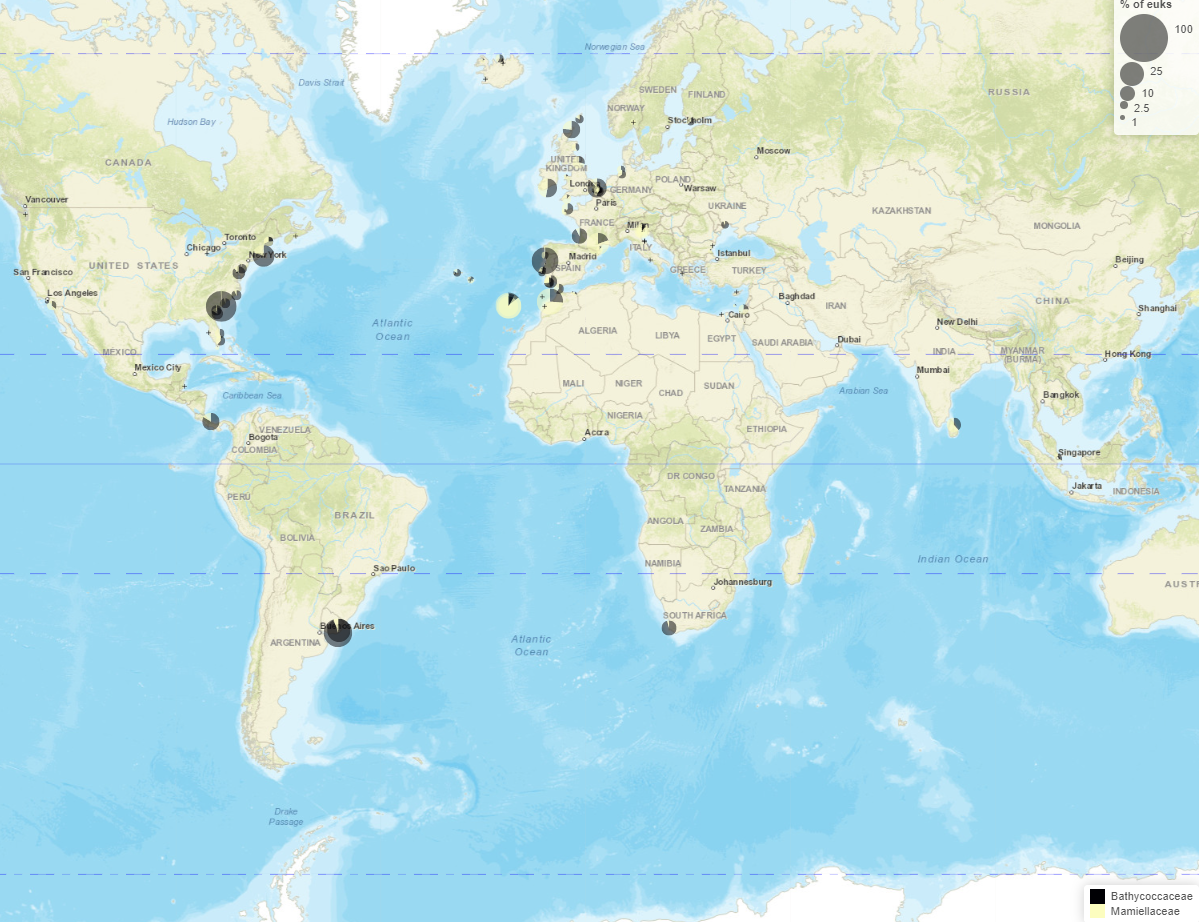 % of euks
100
25
10
2.5
1
Norwegian Sea
Davis Strait
SWEDEN
FINLAND
RUSSIA
NORWAY
Hudson Bay
Stockholm
Moscow
CANADA
UNITED
KINGDOM
POLAND
GERMANY
Warsaw
Vancouver
Paris
UKRAINE
KAZAKHSTAN
FRANCE
MONGOLIA
Toronto
Chicago
ITALY
New York
Madrid
Istanbul
Beijing
UNITED STATES
SPAIN
GREECE
TURKEY
San Francisco
Los Angeles
Baghdad
IRAN
CHINA
Shanghai
Cairo
Atlantic
Ocean
ALGERIA
LIBYA
EGYPT
SAUDI ARABIA
Dubai
New Delhi
MÉXICO
INDIA
MYANMAR
(BURMA)
Hong Kong
Mexico City
Mumbai
MALI
NIGER
CHAD
SUDAN
Arabian Sea
Caribbean Sea
Bangkok
NIGERIA
VENEZUELA
Bogota
COLOMBIA
Accra
ETHIOPIA
Singapore
DR CONGO
Jakarta
INDONESIA
PERU
TANZANIA
BRAZIL
ANGOLA
ZAMBIA
BOLIVIA
NAMIBIA
Indian Ocean
Sao Paulo
Johannesburg
AUST
SOUTH AFRICA
Buenos Aires
ARGENTINA
Atlantic
Ocean
Drake
Passage
Bathycoccaceae
Mamiellaceae